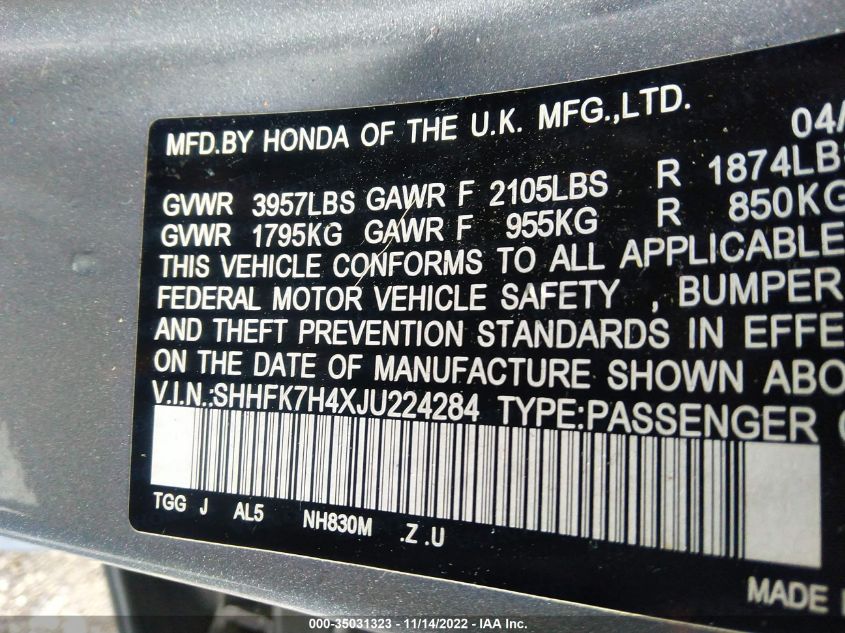 MFD.BY HONDA OF THE U.K. MFG.,LTD. 04/
GVWR 3957LBS GAWR F 2105LBS R 1874LBS
GVWR 1795KG GAWR F 955KG R 850KG
THIS VEHICLE CONFORMS TO ALL APPLICABLE
FEDERAL MOTOR VEHICLE SAFETY , BUMPER
AND THEFT PREVENTION STANDARDS IN EFFE
ON THE DATE OF MANUFACTURE SHOWN ABO
V.I.N.:SHHFK7H4XJU224284 TYPE:PASSENGER C
TGG J AL5 NH830M .Z .U
MADE
000-35031323 | 11/14/2022 - IAA Inc.